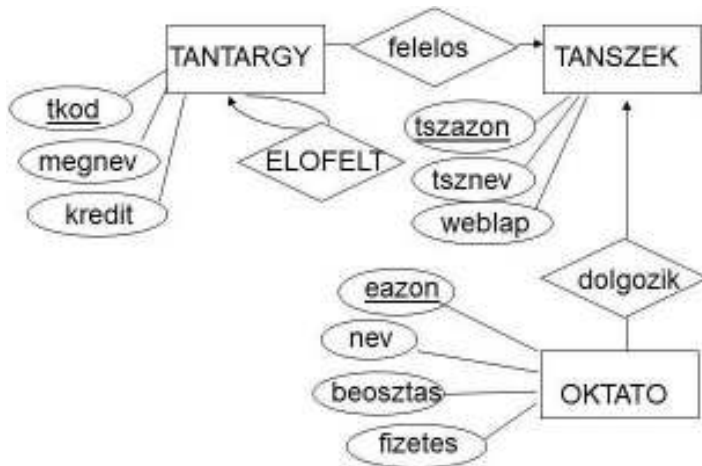 TANTARGY
felelos
TANSZEK
tkod
megnev
kredit
ELOFELT
tszazon
tsznev
weblap
dolgozik
eazon
nev
beosztas
fizetes
OKTATO